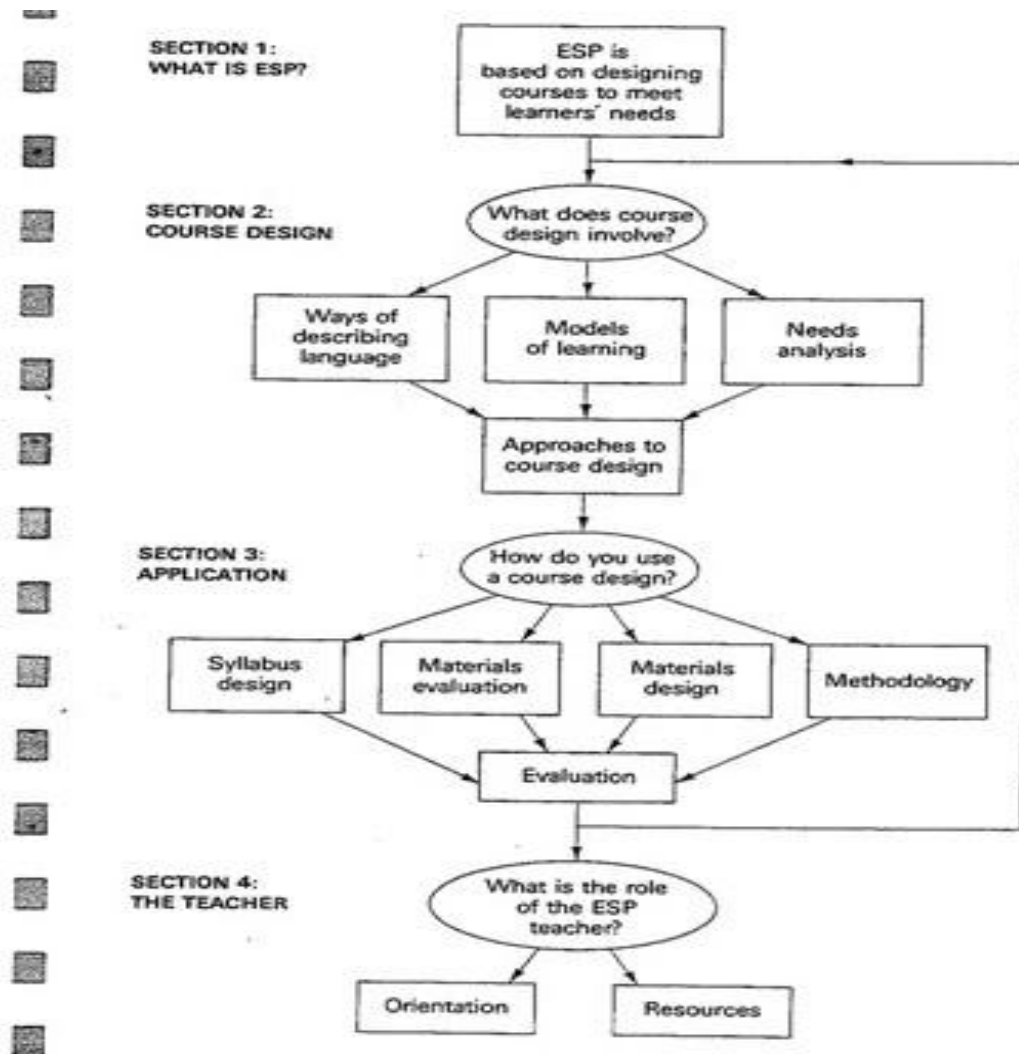 SECTION 1:
WHAT IS ESP?
ESP is
based on designing
courses to meet
learners' needs
SECTION 2:
COURSE DESIGN
What does course
design involve?
Ways of
describing
language
Models
of learning
Needs
analysis
Approaches to
course design
SECTION 3:
APPLICATION
How do you use
a course design?
Syllabus
design
Materials
evaluation
Materials
design
Methodology
Evaluation
SECTION 4:
THE TEACHER
What is the role
of the ESP
teacher?
Orientation
Resources